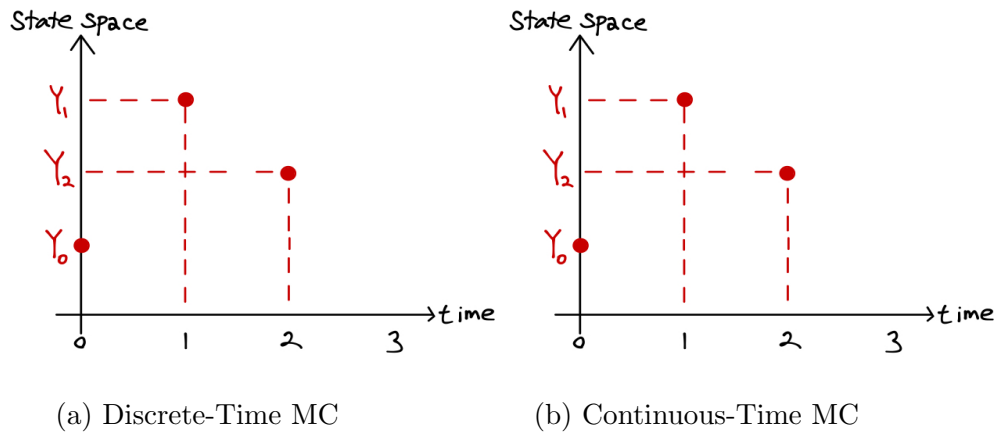 State space
Y₁
Y₂
Y₀
0 1 2 3
time
(a) Discrete-Time MC
State space
Y₁
Y₂
Y₀
0 1 2 3
time
(b) Continuous-Time MC